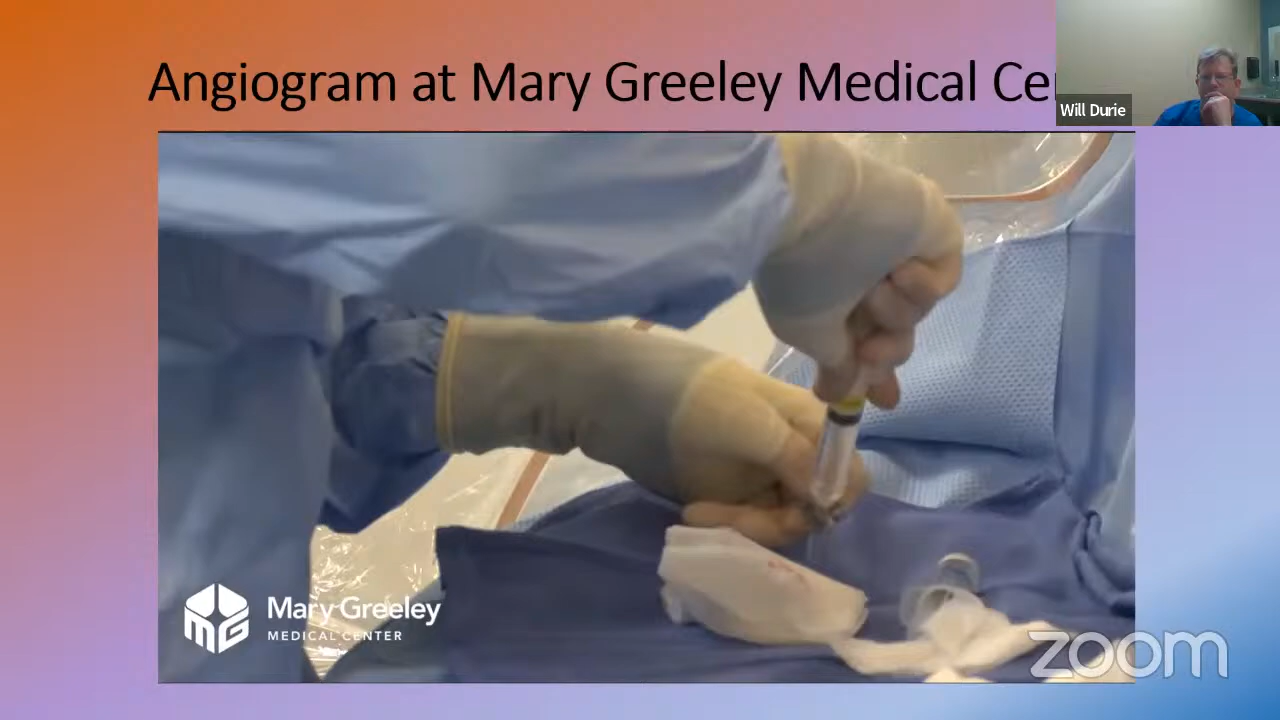 Angiogram at Mary Greeley Medical Ce
Will Durie
Mary Greeley
MEDICAL CENTER
zoom